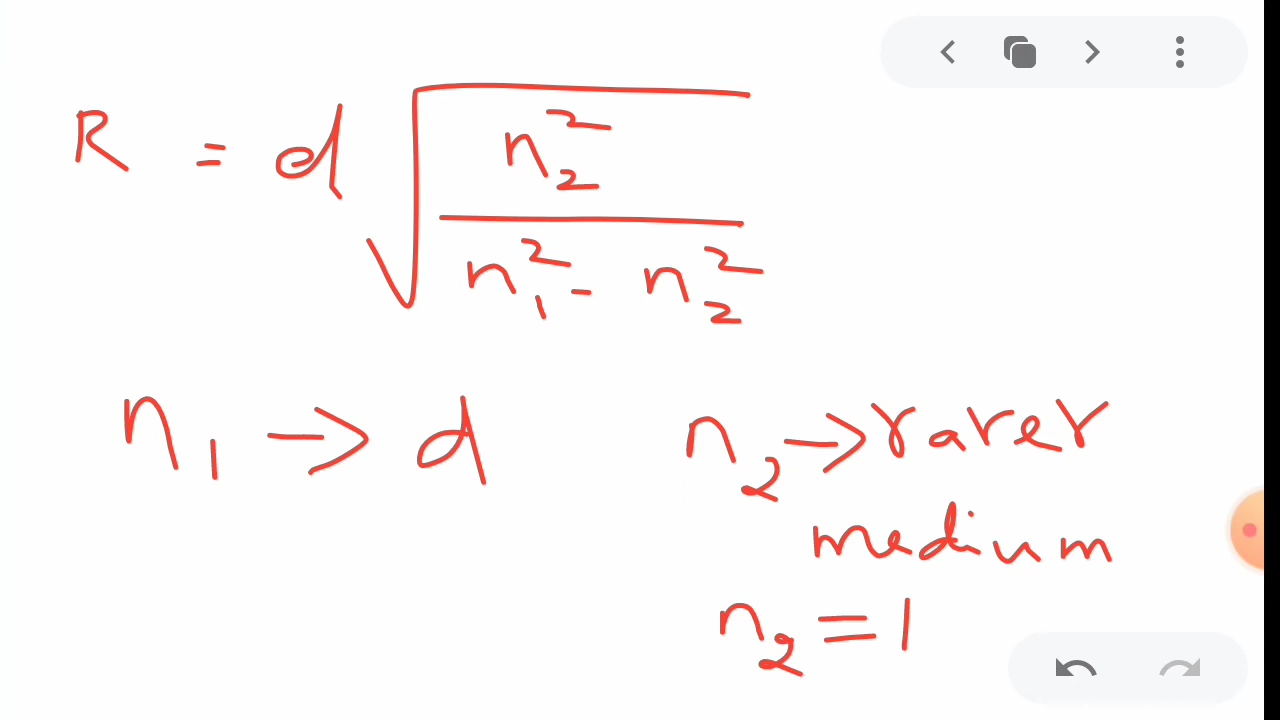 R = d √(n₂² / (n₁² - n₂²))
n₁ → d n₂ → rarer
medium
n₂ = 1